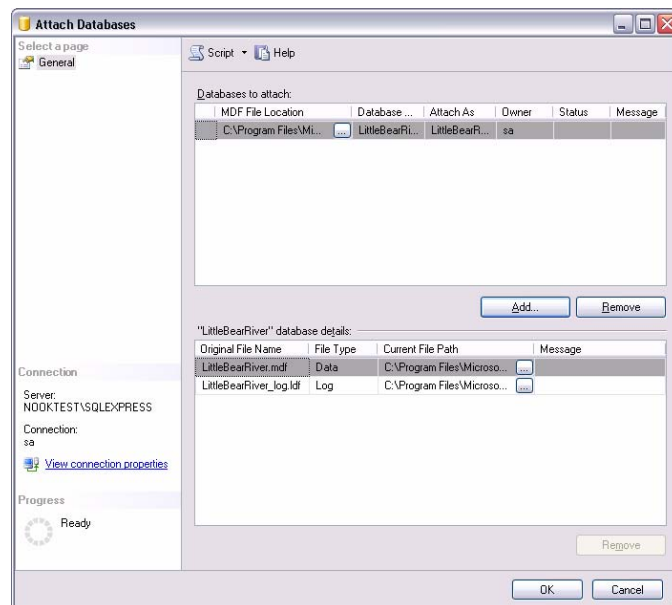 Attach Databases
Select a page
General
Script Help
Databases to attach:
MDF File Location Database ... Attach As Owner Status Message
C:\Program Files\Mi... ... LittleBearRi... LittleBearR... sa
Add... Remove
"LittleBearRiver" database details:
Original File Name File Type Current File Path Message
LittleBearRiver.mdf Data C:\Program Files\Microso... ...
LittleBearRiver_log.ldf Log C:\Program Files\Microso... ...
Connection
Server:
NOOKTEST\SQLEXPRESS
Connection:
sa
View connection properties
Progress
Ready
Remove
OK Cancel